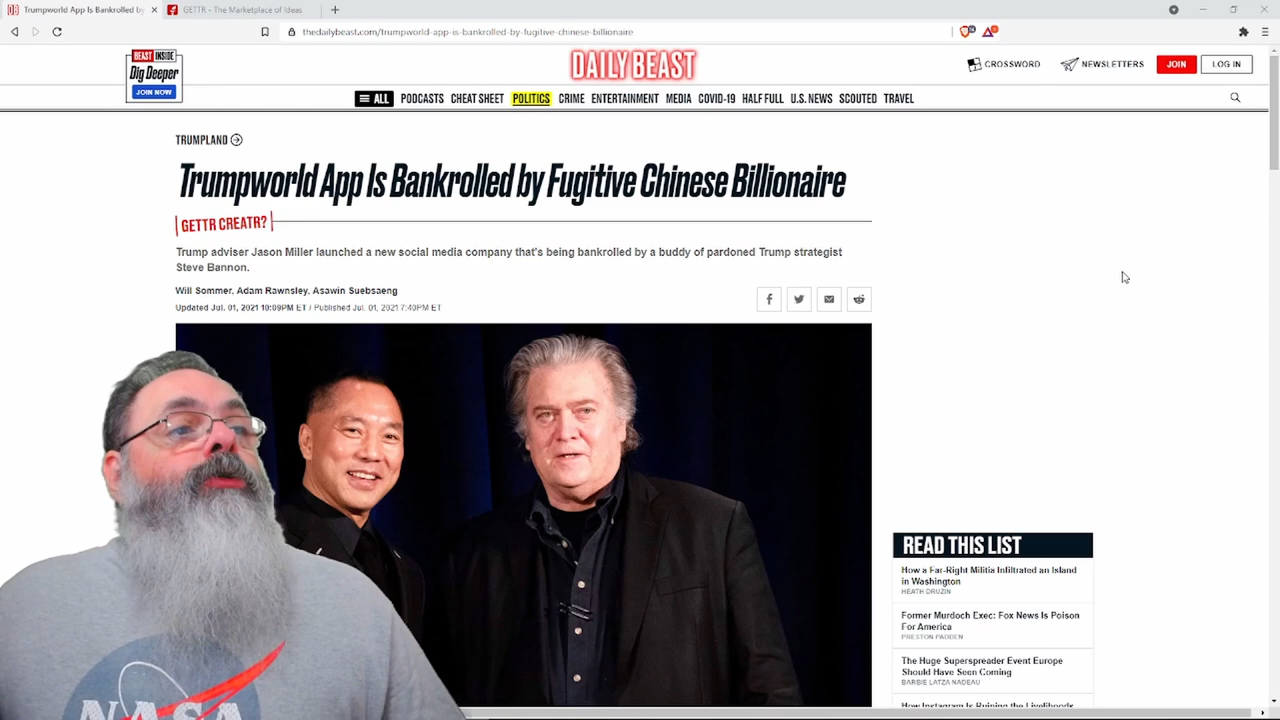 Trumpworld App Is Bankrolled by
GETTR - The Marketplace of Ideas
thedailybeast.com/trumpworld-app-is-bankrolled-by-fugitive-chinese-billionaire
BEAST INSIDE
Dig Deeper
JOIN NOW
DAILY BEAST
CROSSWORD
NEWSLETTERS
JOIN
LOG IN
ALL PODCASTS CHEAT SHEET POLITICS CRIME ENTERTAINMENT MEDIA COVID-19 HALF FULL U.S. NEWS SCOUTED TRAVEL
TRUMPLAND
Trumpworld App Is Bankrolled by Fugitive Chinese Billionaire
GETTR CREATR?
Trump adviser Jason Miller launched a new social media company that's being bankrolled by a buddy of pardoned Trump strategist
Steve Bannon.
Will Sommer, Adam Rawnsley, Asawin Suebsaeng
Updated Jul. 01, 2021 10:09PM ET / Published Jul. 01, 2021 7:40PM ET
READ THIS LIST
How a Far-Right Militia Infiltrated an Island
in Washington
HEATH DRUZIN
Former Murdoch Exec: Fox News Is Poison
For America
PRESTON PADDEN
The Huge Superspreader Event Europe
Should Have Seen Coming
BARBIE LATZA NADEAU
How Instagram Is Ruining the Livelihoods
NASA